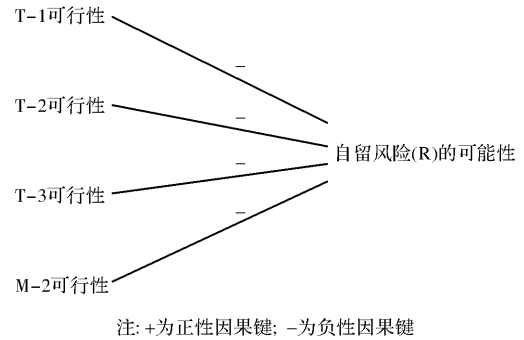 T-1可行性
−
T-2可行性
−
自留风险(R)的可能性
−
T-3可行性
−
M-2可行性
注: +为正性因果键; −为负性因果键